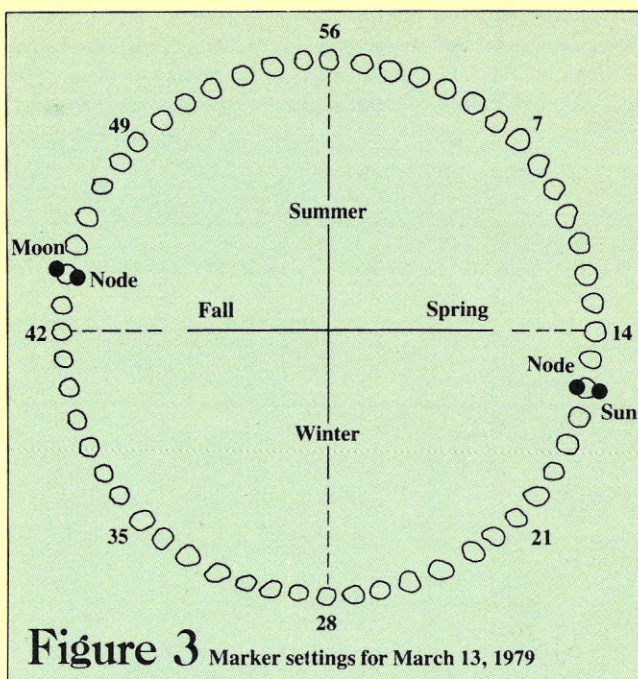 56
49
7
Summer
Moon
Node
Fall
Spring
42
14
Node
Sun
Winter
35
21
28
Figure 3 Marker settings for March 13, 1979